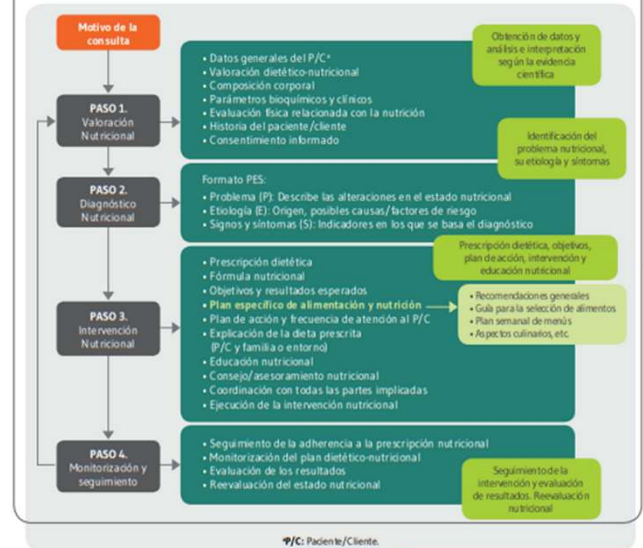 Motivo de la
consulta
Obtención de datos y
análisis e interpretación
según la evidencia
científica
PASO 1.
Valoración
Nutricional
• Datos generales del P/C*
• Valoración dietético-nutricional
• Composición corporal
• Parámetros bioquímicos y clínicos
• Evaluación física relacionada con la nutrición
• Historia del paciente/cliente
• Consentimiento informado
Identificación del
problema nutricional,
su etiología y síntomas
PASO 2.
Diagnóstico
Nutricional
Formato PES:
• Problema (P): Describe las alteraciones en el estado nutricional
• Etiología (E): Origen, posibles causas/factores de riesgo
• Signos y síntomas (S): Indicadores en los que se basa el diagnóstico
Prescripción dietética, objetivos,
plan de acción, intervención y
educación nutricional
PASO 3.
Intervención
Nutricional
• Prescripción dietética
• Fórmula nutricional
• Objetivos y resultados esperados
• Plan específico de alimentación y nutrición
• Plan de acción y frecuencia de atención al P/C
• Explicación de la dieta prescrita
(P/C y familia o entorno)
• Educación nutricional
• Consejo/asesoramiento nutricional
• Coordinación con todas las partes implicadas
• Ejecución de la intervención nutricional
• Recomendaciones generales
• Guía para la selección de alimentos
• Plan semanal de menús
• Aspectos culinarios, etc.
PASO 4.
Monitorización y
seguimiento
• Seguimiento de la adherencia a la prescripción nutricional
• Monitorización del plan dietético-nutricional
• Evaluación de los resultados
• Reevaluación del estado nutricional
Seguimiento de la
intervención y evaluación
de resultados. Reevaluación
nutricional
*P/C: Paciente/Cliente.